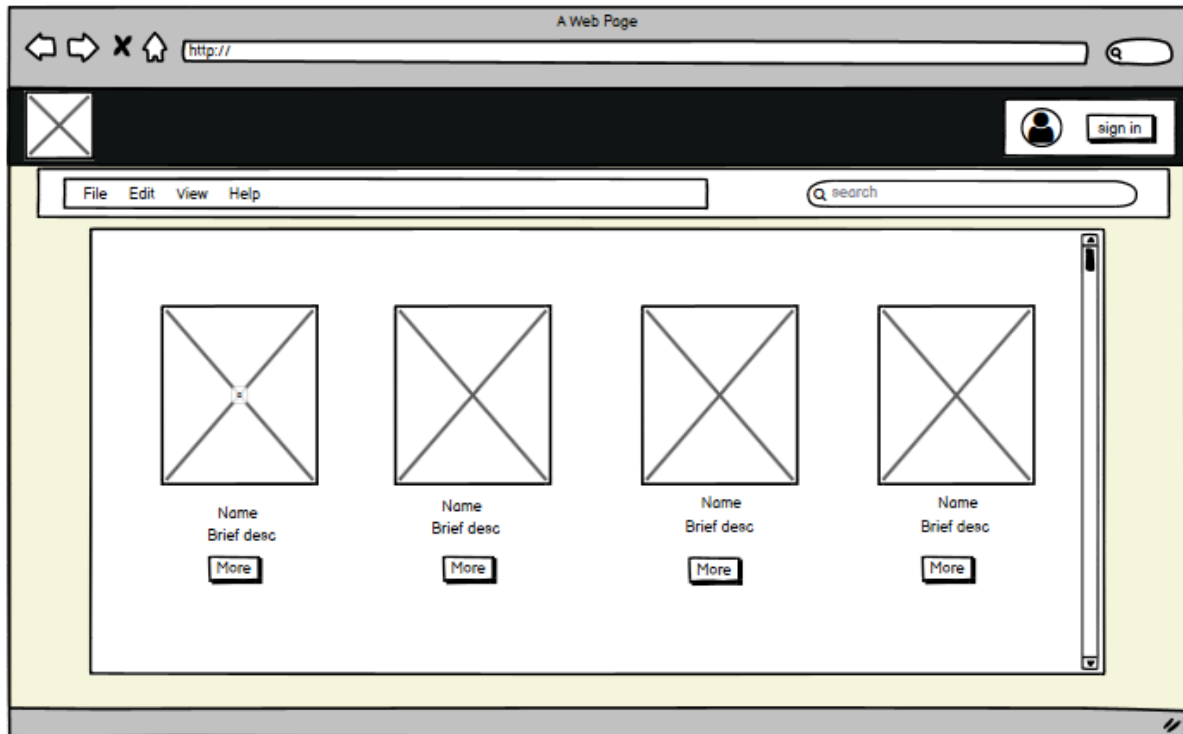 A Web Page
http://
sign in
File Edit View Help
search
Name Name Name Name
Brief desc Brief desc Brief desc Brief desc
More More More More